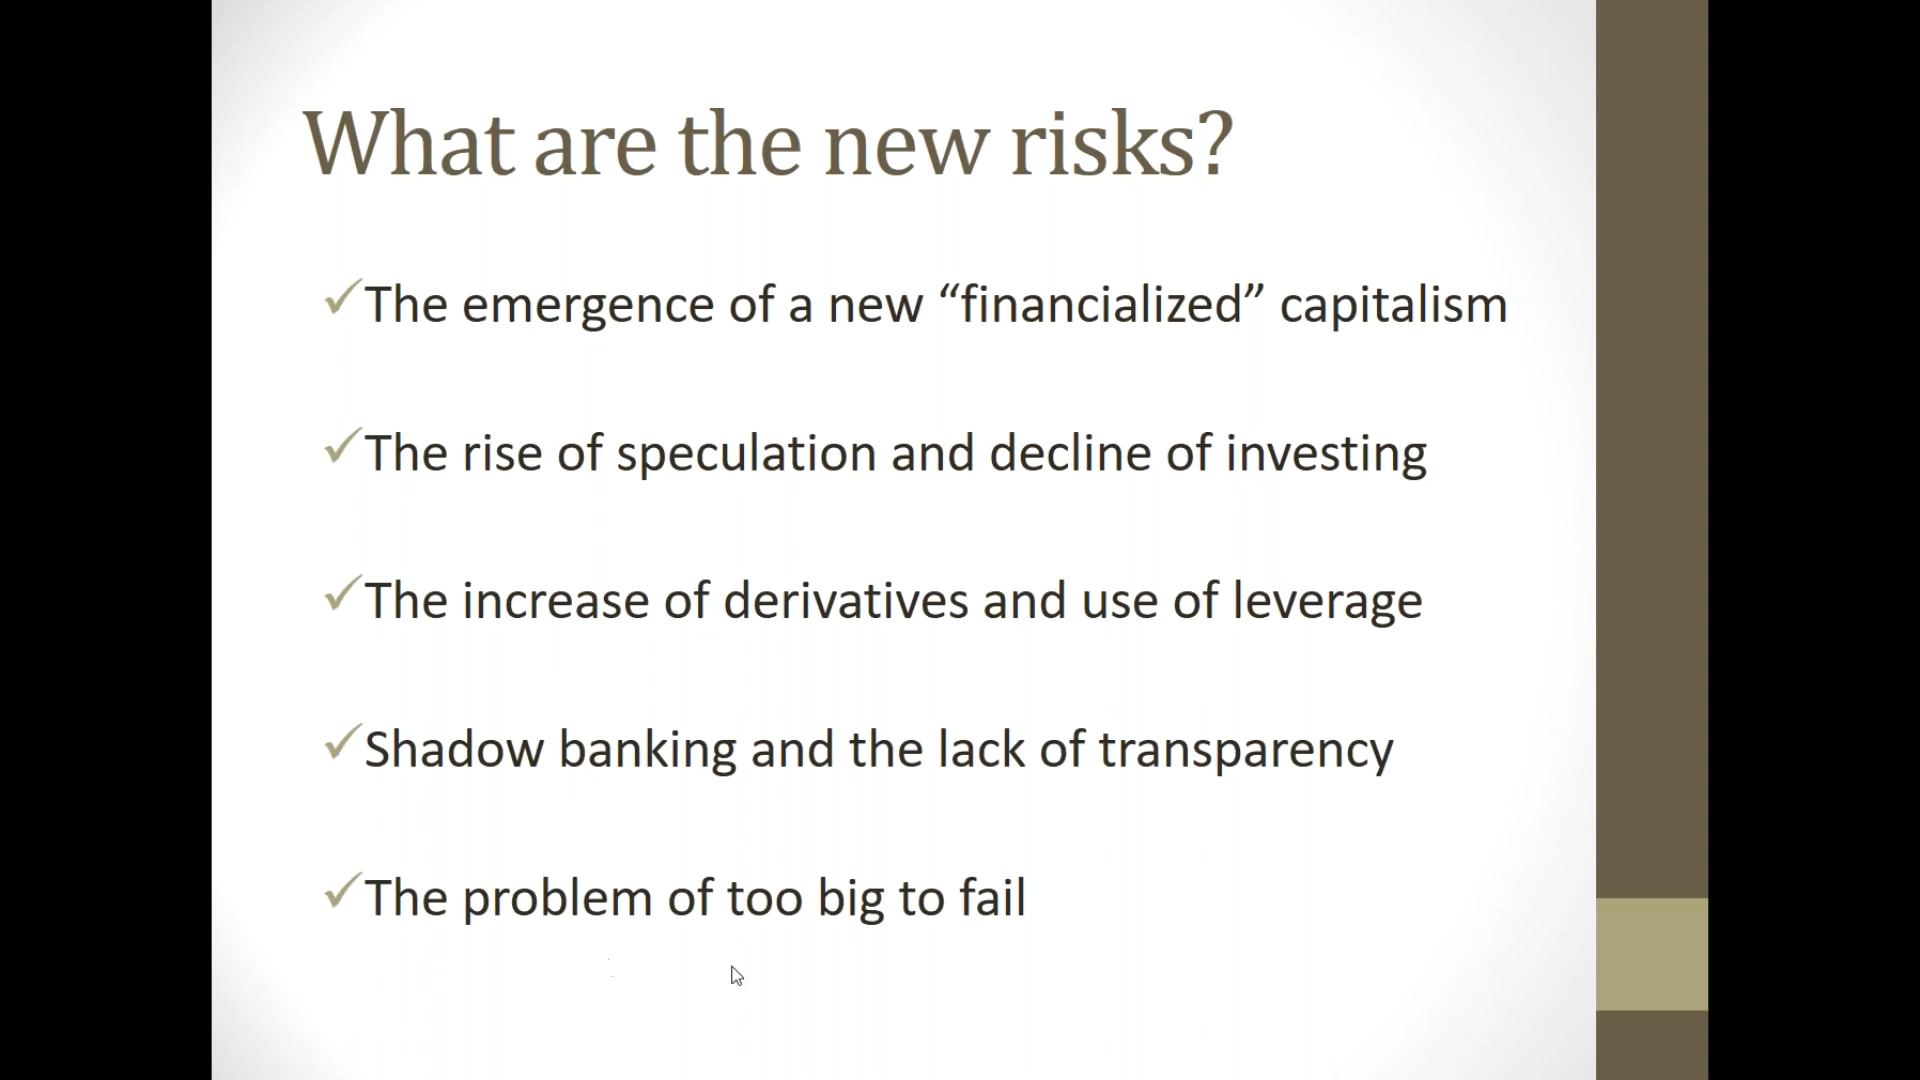 What are the new risks?
✓The emergence of a new “financialized” capitalism
✓The rise of speculation and decline of investing
✓The increase of derivatives and use of leverage
✓Shadow banking and the lack of transparency
✓The problem of too big to fail